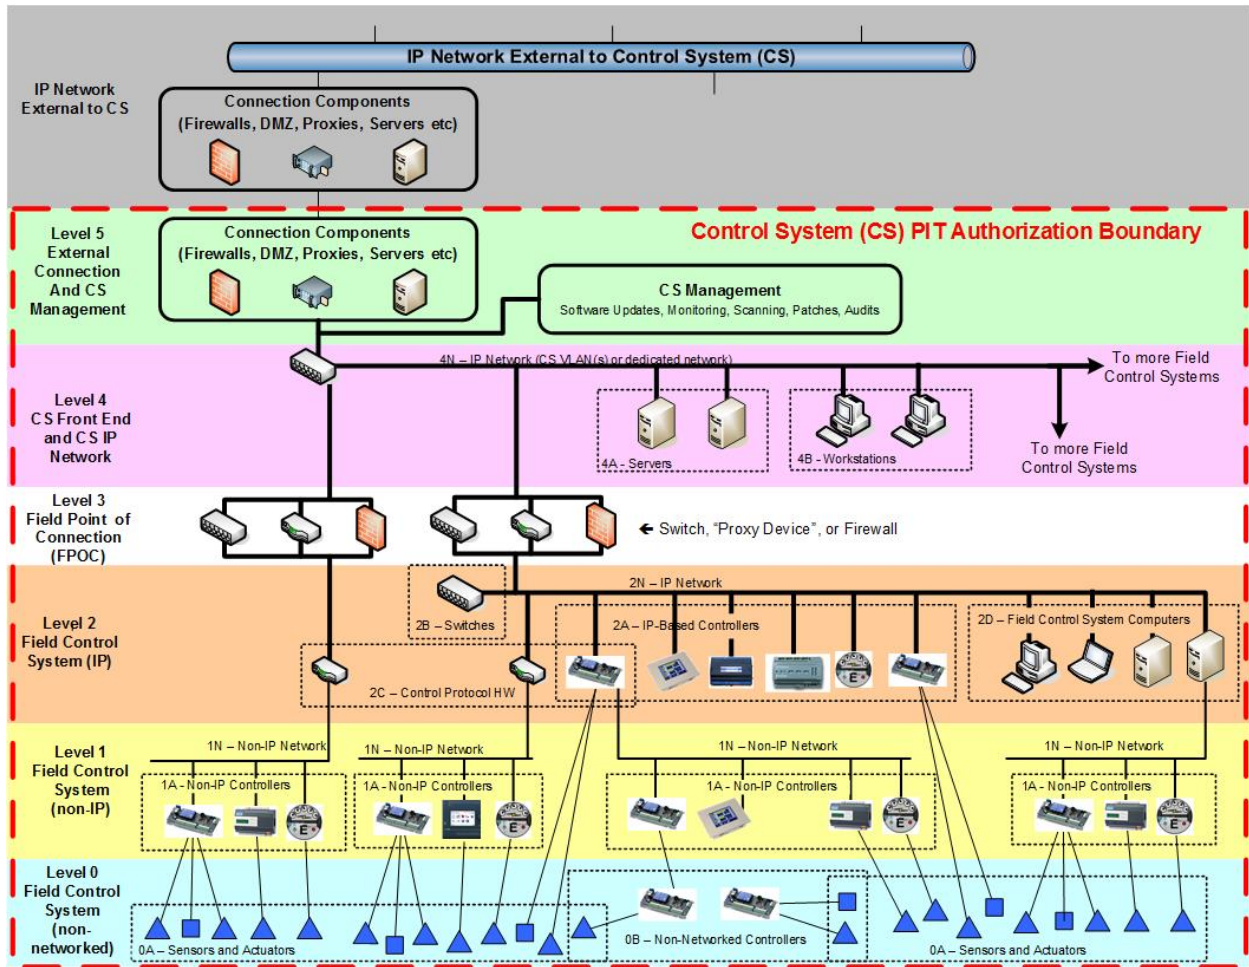 IP Network External to Control System (CS)
IP Network
External to CS
Connection Components
(Firewalls, DMZ, Proxies, Servers etc)
Level 5
External
Connection
And CS
Management
Connection Components
(Firewalls, DMZ, Proxies, Servers etc)
Control System (CS) PIT Authorization Boundary
CS Management
Software Updates, Monitoring, Scanning, Patches, Audits
Level 4
CS Front End
and CS IP
Network
4N – IP Network (CS VLAN(s) or dedicated network)
To more Field
Control Systems
4A - Servers
4B - Workstations
To more Field
Control Systems
Level 3
Field Point of
Connection
(FPOC)
← Switch, “Proxy Device”, or Firewall
Level 2
Field Control
System (IP)
2N – IP Network
2B – Switches
2A – IP-Based Controllers
2D – Field Control System Computers
2C – Control Protocol HW
E
Level 1
Field Control
System
(non-IP)
1N – Non-IP Network
1N – Non-IP Network
1N – Non-IP Network
1N – Non-IP Network
1A - Non-IP Controllers
1A - Non-IP Controllers
1A - Non-IP Controllers
1A - Non-IP Controllers
E
E
E
E
Level 0
Field Control
System
(non-
networked)
0A – Sensors and Actuators
0B – Non-Networked Controllers
0A – Sensors and Actuators